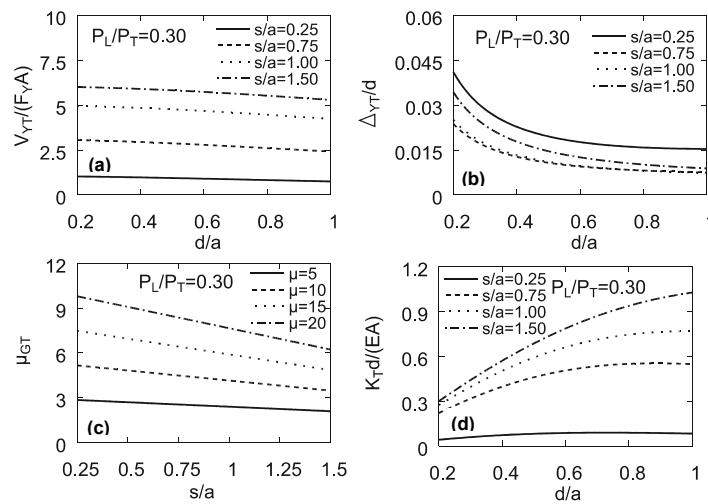 10
P_L/P_T=0.30
s/a=0.25
s/a=0.75
s/a=1.00
s/a=1.50
7.5
5
2.5
0
V_YT/(F_YA)
(a)
0.2 0.4 0.6 0.8 1
d/a
0.06
P_L/P_T=0.30
s/a=0.25
s/a=0.75
s/a=1.00
s/a=1.50
0.045
0.03
0.015
0
Δ_YT/d
(b)
0.2 0.4 0.6 0.8 1
d/a
12
P_L/P_T=0.30
μ=5
μ=10
μ=15
μ=20
9
6
3
0
μ_GT
(c)
0.25 0.5 0.75 1 1.25 1.5
s/a
1.2
s/a=0.25
s/a=0.75
P_L/P_T=0.30
s/a=1.00
s/a=1.50
0.9
0.6
0.3
0
K_Td/(EA)
(d)
0.2 0.4 0.6 0.8 1
d/a